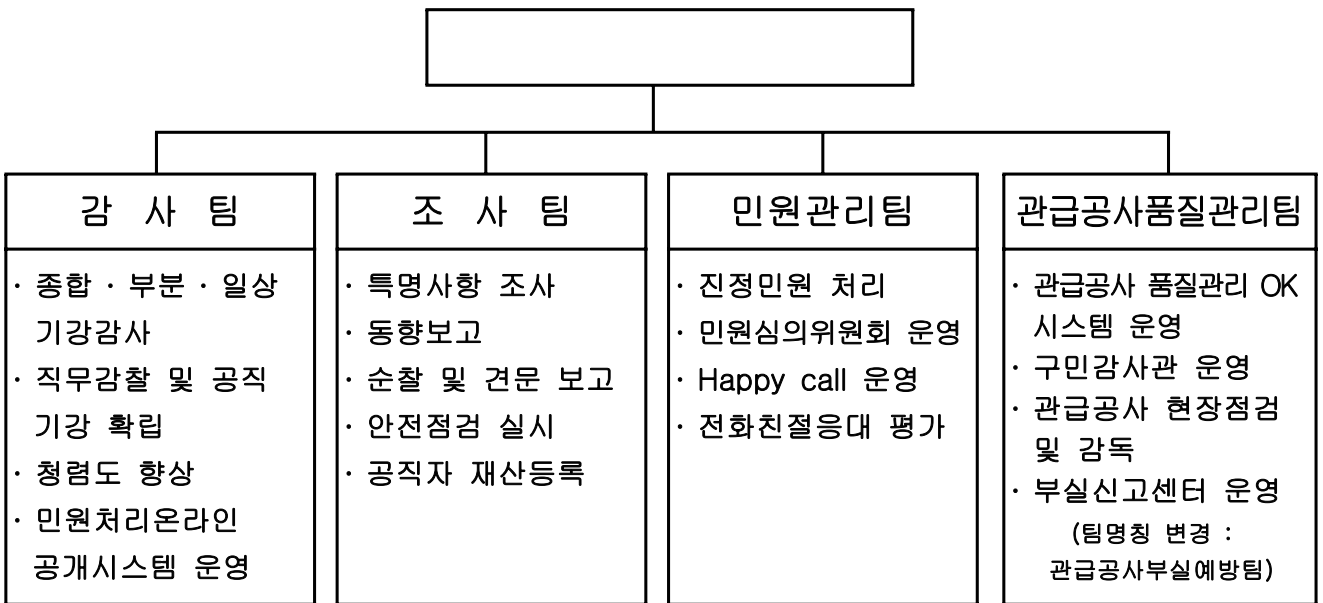 감 사 팀
· 종합 · 부분 · 일상
기강감사
· 직무감찰 및 공직
기강 확립
· 청렴도 향상
· 민원처리온라인
공개시스템 운영
조 사 팀
· 특명사항 조사
· 동향보고
· 순찰 및 견문 보고
· 안전점검 실시
· 공직자 재산등록
민원관리팀
· 진정민원 처리
· 민원심의위원회 운영
· Happy call 운영
· 전화친절응대 평가
관급공사품질관리팀
· 관급공사 품질관리 OK
시스템 운영
· 구민감사관 운영
· 관급공사 현장점검
및 감독
· 부실신고센터 운영
(팀명칭 변경 :
관급공사부실예방팀)